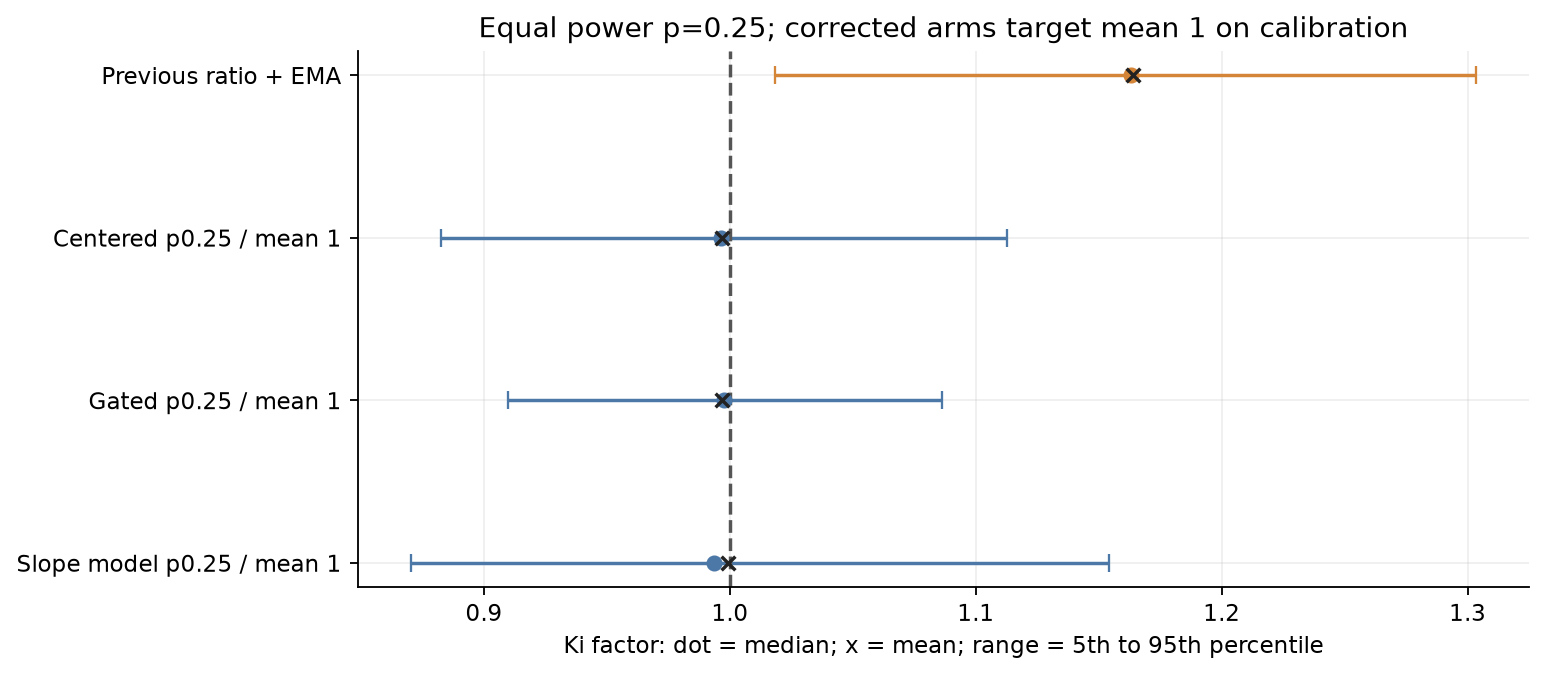 Equal power p=0.25; corrected arms target mean 1 on calibration
Previous ratio + EMA
Centered p0.25 / mean 1
Gated p0.25 / mean 1
Slope model p0.25 / mean 1
0.9 1.0 1.1 1.2 1.3
Ki factor: dot = median; x = mean; range = 5th to 95th percentile